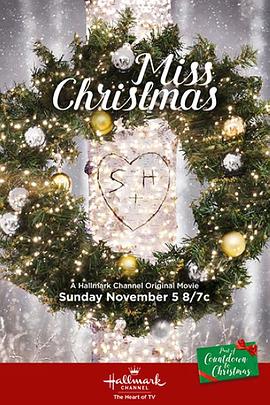 Miss
Christmas
S H
+
A Hallmark Channel Original Movie
Sunday November 5 8/7c
Part of
Countdown
to
Christmas
Hallmark
CHANNEL
The Heart of TV